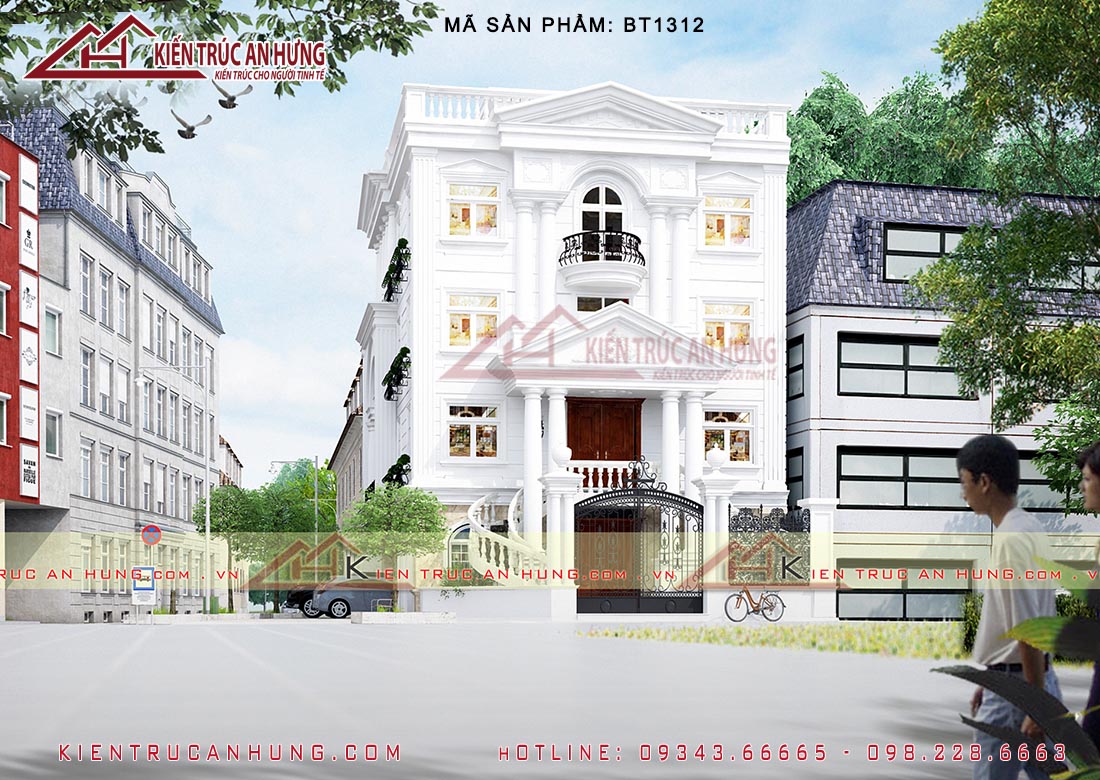 MÃ SẢN PHẨM: BT1312
KIẾN TRÚC AN HƯNG
KIẾN TRÚC CHO NGƯỜI TINH TẾ
KIẾN TRÚC AN HƯNG
KIẾN TRÚC CHO NGƯỜI TINH TẾ
RUC AN HUNG.com . vn KIEN TRUC AN HUNG.com . vn KIEN TRUC AN HUNG.com . v
KIENTRUCANHUNG.COM HOTLINE: 09343.66665 - 098.228.6663